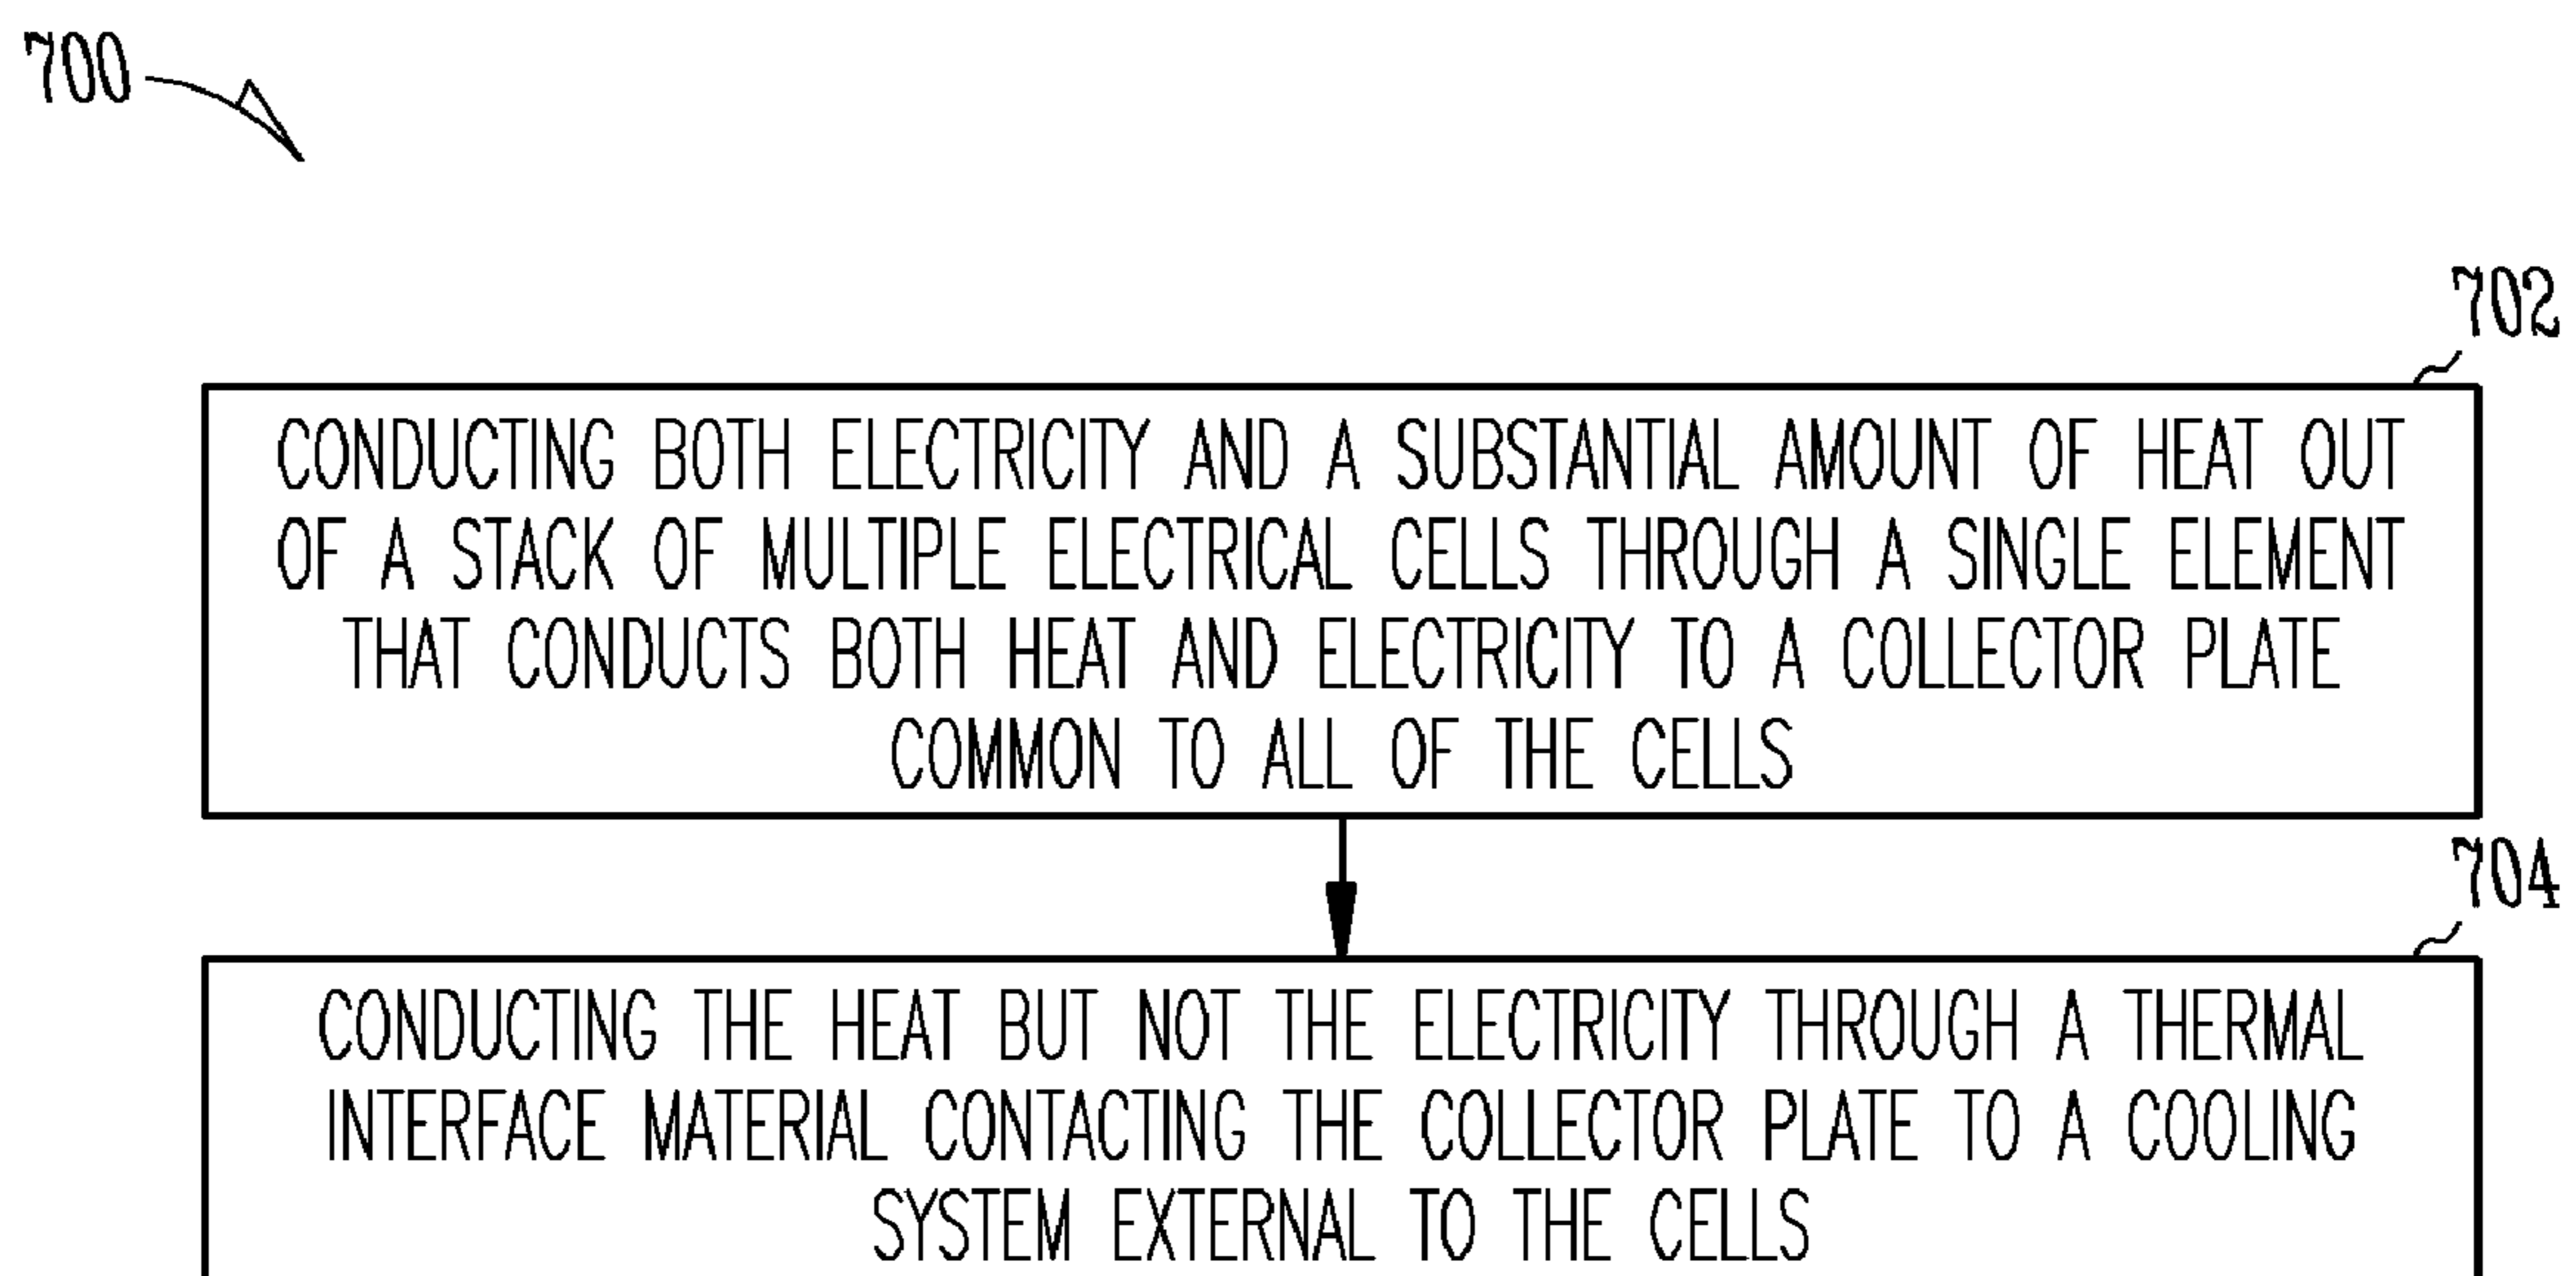 700
702
CONDUCTING BOTH ELECTRICITY AND A SUBSTANTIAL AMOUNT OF HEAT OUT
OF A STACK OF MULTIPLE ELECTRICAL CELLS THROUGH A SINGLE ELEMENT
THAT CONDUCTS BOTH HEAT AND ELECTRICITY TO A COLLECTOR PLATE
COMMON TO ALL OF THE CELLS
704
CONDUCTING THE HEAT BUT NOT THE ELECTRICITY THROUGH A THERMAL
INTERFACE MATERIAL CONTACTING THE COLLECTOR PLATE TO A COOLING
SYSTEM EXTERNAL TO THE CELLS